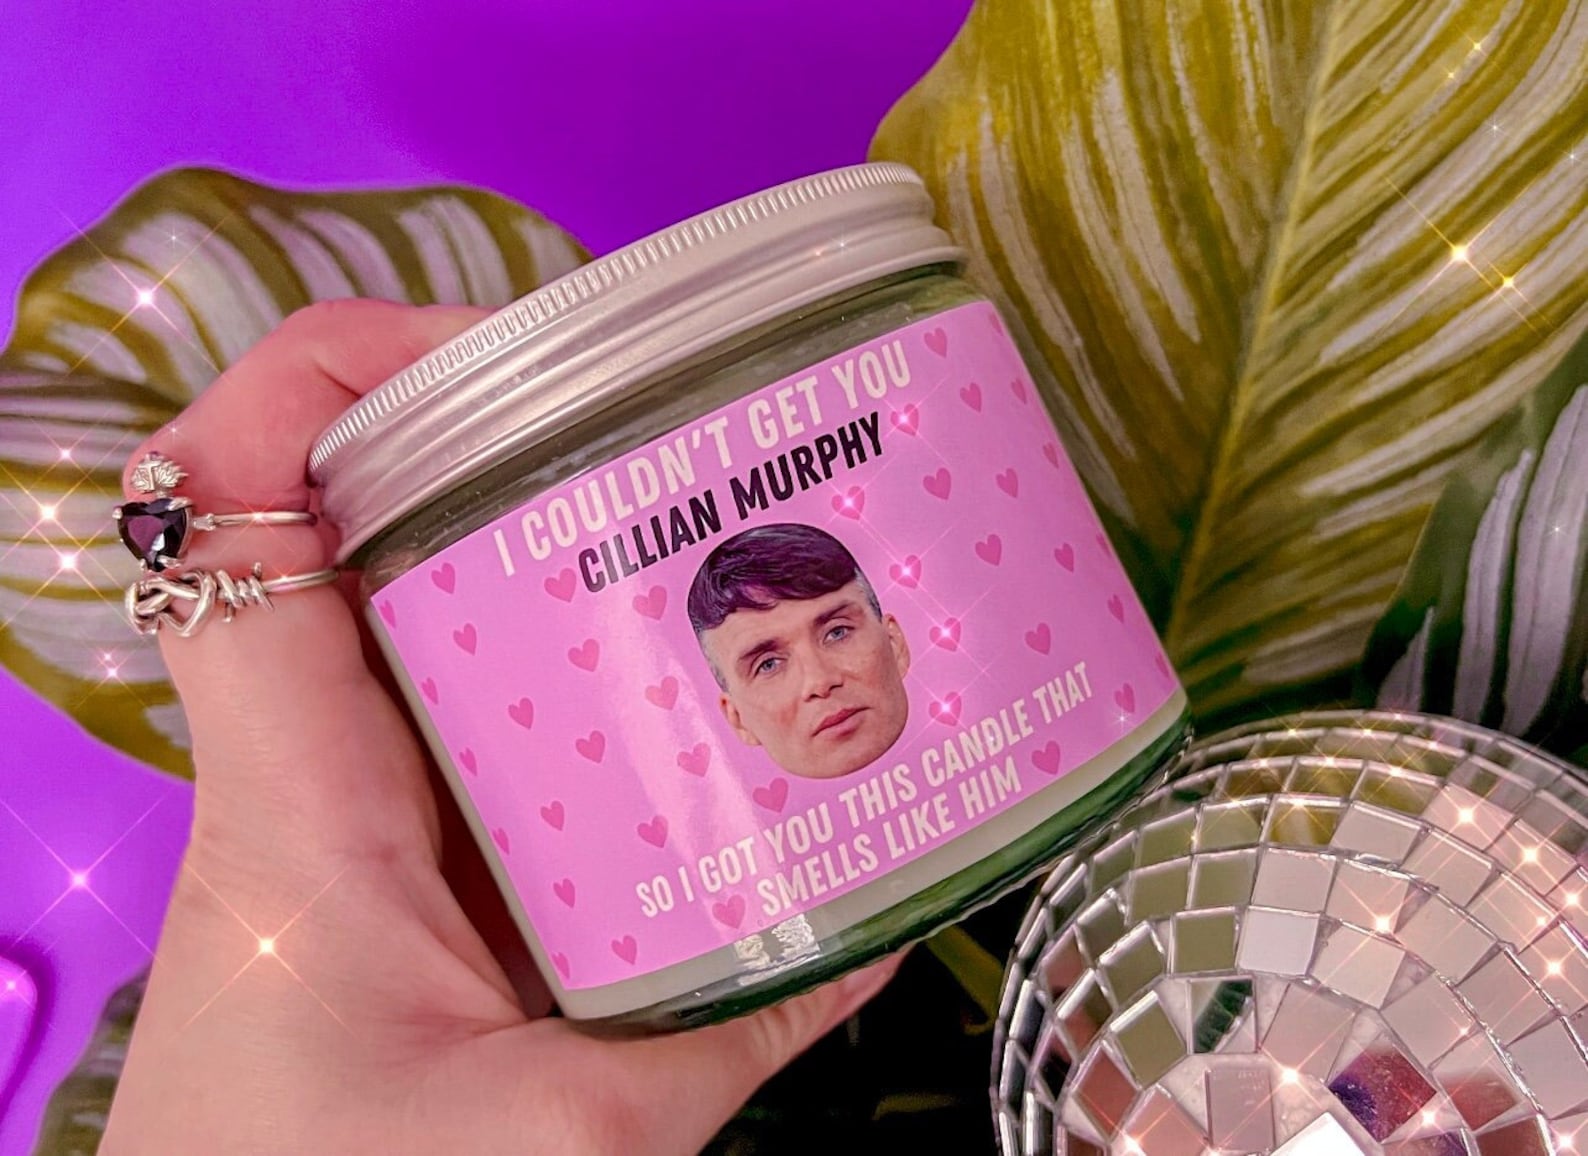 I COULDN'T GET YOU
CILLIAN MURPHY
SO I GOT YOU THIS CANDLE THAT
SMELLS LIKE HIM